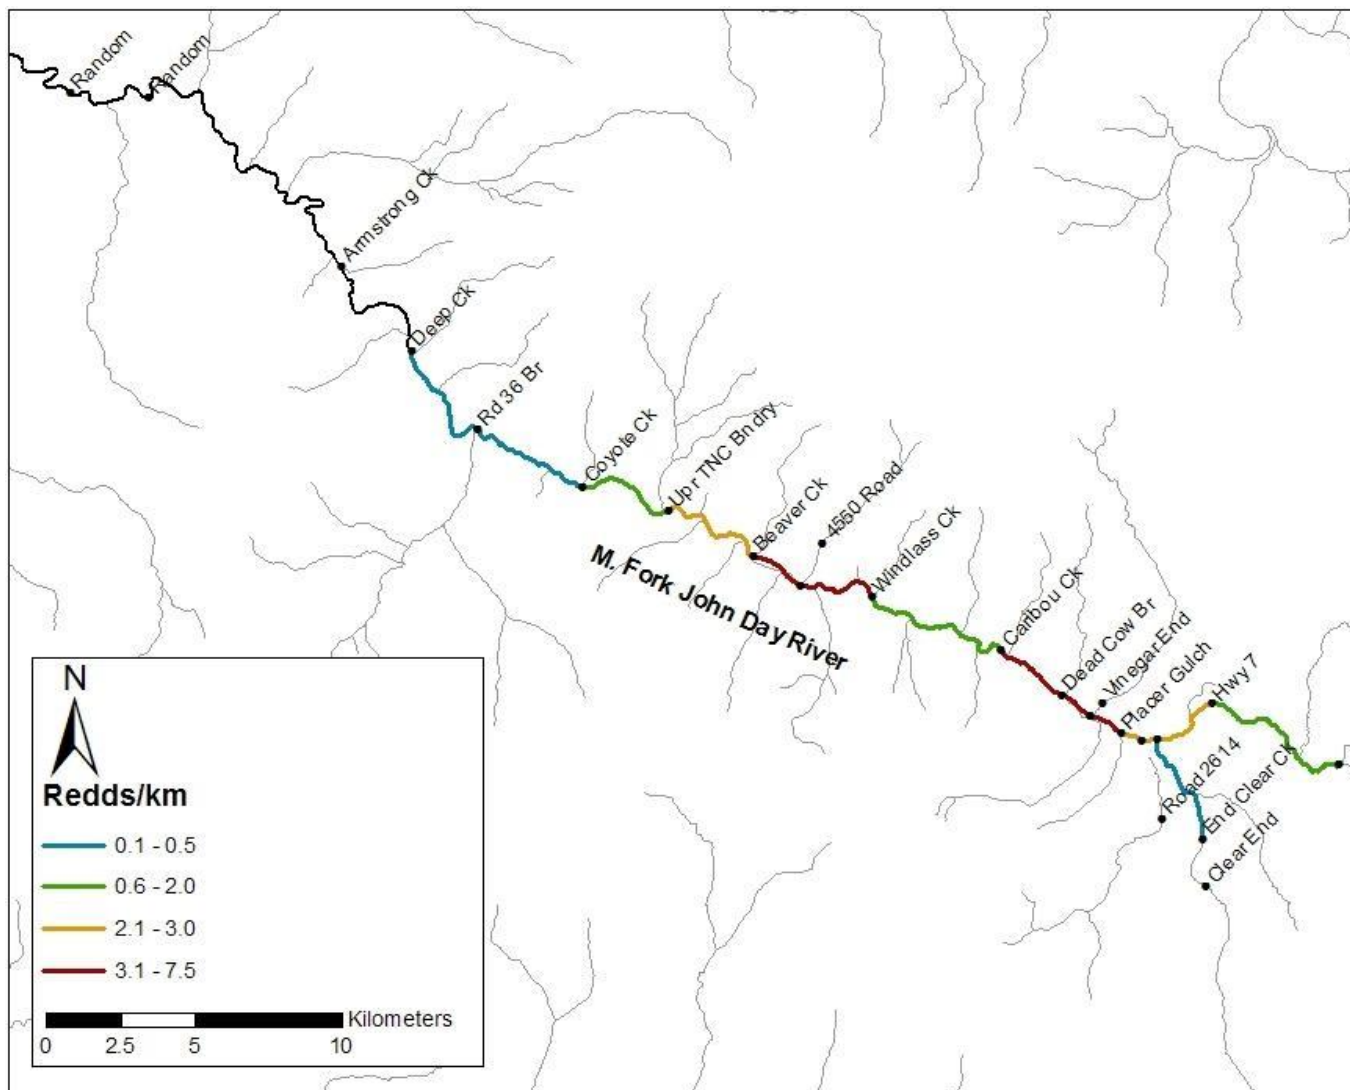 Random
Random
Armstrong Ck
Deep Ck
Rd 36 Br
Coyote Ck
Upr TNC Bndry
Beaver Ck
4550 Road
Windlass Ck
Caribou Ck
Dead Cow Br
Vinegar End
Placer Gulch
Hwy 7
Road 2614
End Clear Ck
Clear End
M. Fork John Day River
N
Redds/km
0.1 - 0.5
0.6 - 2.0
2.1 - 3.0
3.1 - 7.5
Kilometers
0 2.5 5 10